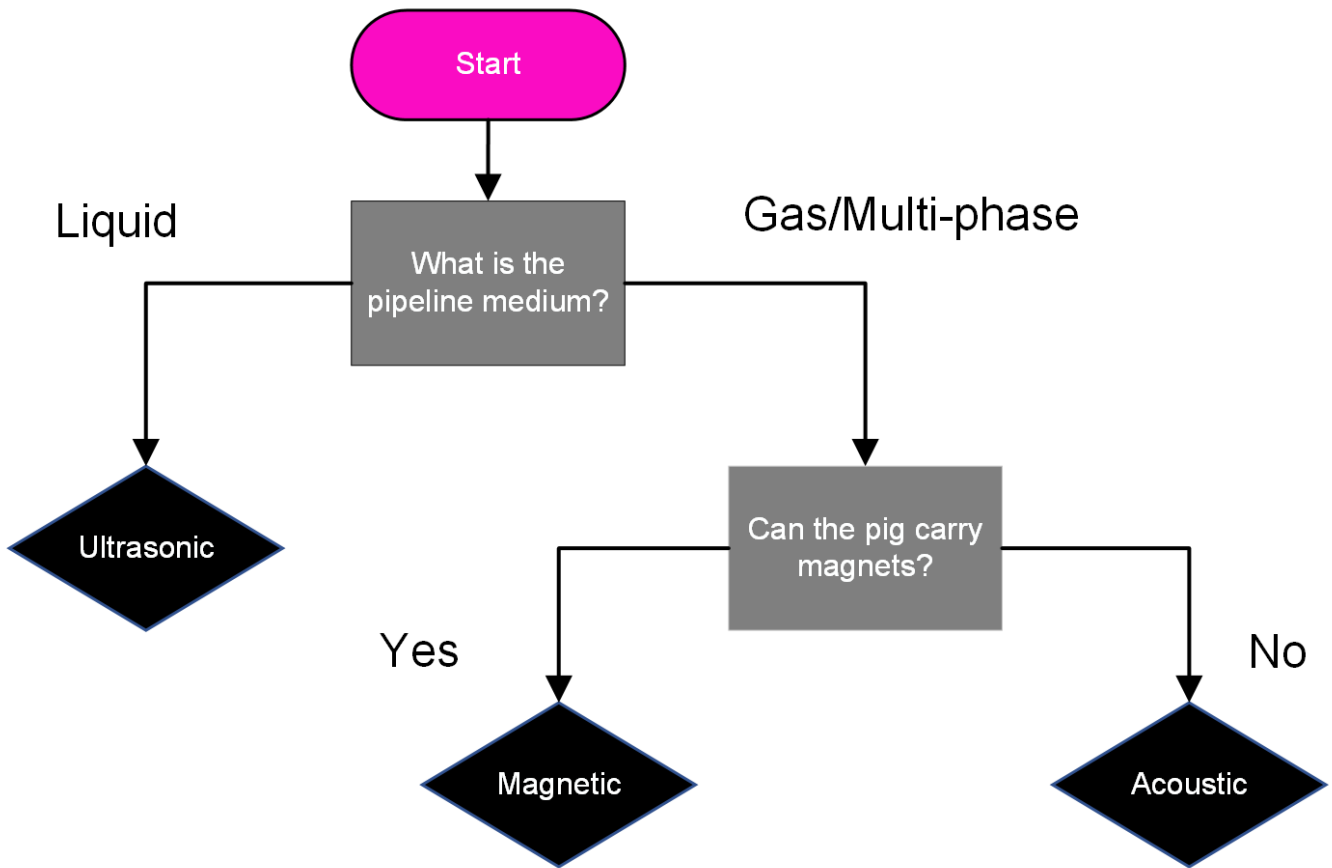 Start
Liquid
Gas/Multi-phase
What is the
pipeline medium?
Ultrasonic
Can the pig carry
magnets?
Yes
No
Magnetic
Acoustic